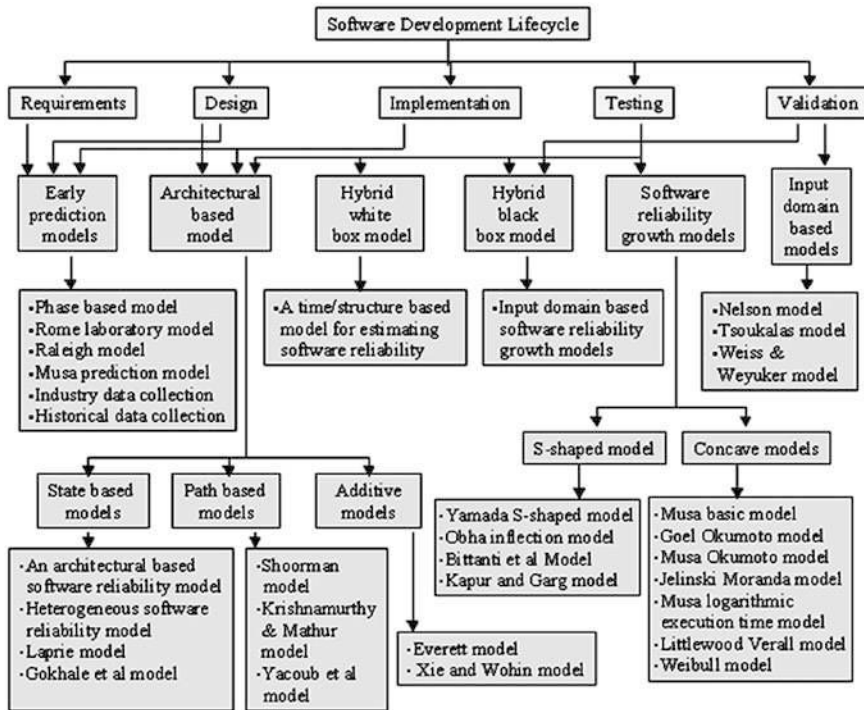 Software Development Lifecycle
Requirements
Design
Implementation
Testing
Validation
Early
prediction
models
Architectural
based
model
Hybrid
white
box model
Hybrid
black
box model
Software
reliability
growth models
Input
domain
based
models
▪Phase based model
▪Rome laboratory model
▪Raleigh model
▪Musa prediction model
▪Industry data collection
▪Historical data collection
▪A time/structure based
model for estimating
software reliability
▪Input domain based
software reliability
growth models
▪Nelson model
▪Tsoukalas model
▪Weiss &
Weyuker model
S-shaped model
Concave models
State based
models
Path based
models
Additive
models
▪Yamada S-shaped model
▪Obha inflection model
▪Bittanti et al Model
▪Kapur and Garg model
▪Musa basic model
▪Goel Okumoto model
▪Musa Okumoto model
▪Jelinski Moranda model
▪Musa logarithmic
execution time model
▪Littlewood Verall model
▪Weibull model
▪An architectural based
software reliability model
▪Heterogeneous software
reliability model
▪Laprie model
▪Gokhale et al model
▪Shoorman
model
▪Krishnamurthy
& Mathur
model
▪Yacoub et al
model
▪Everett model
▪Xie and Wohin model